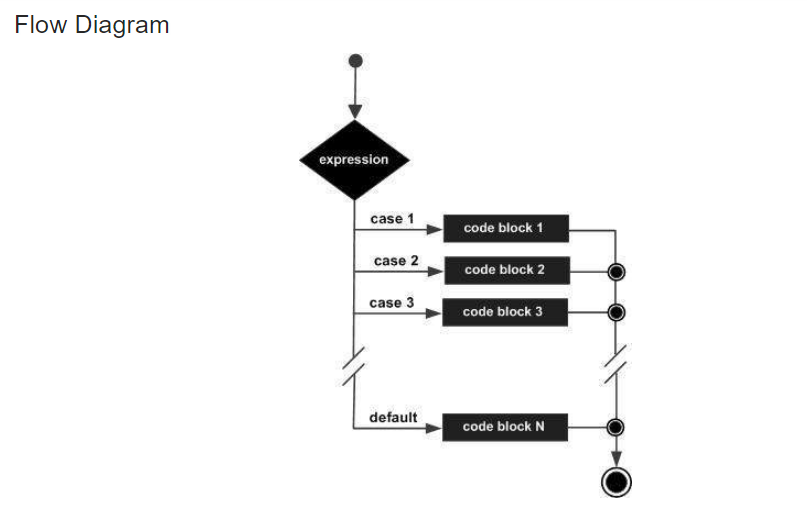 Flow Diagram
expression
case 1
code block 1
case 2
code block 2
case 3
code block 3
default
code block N